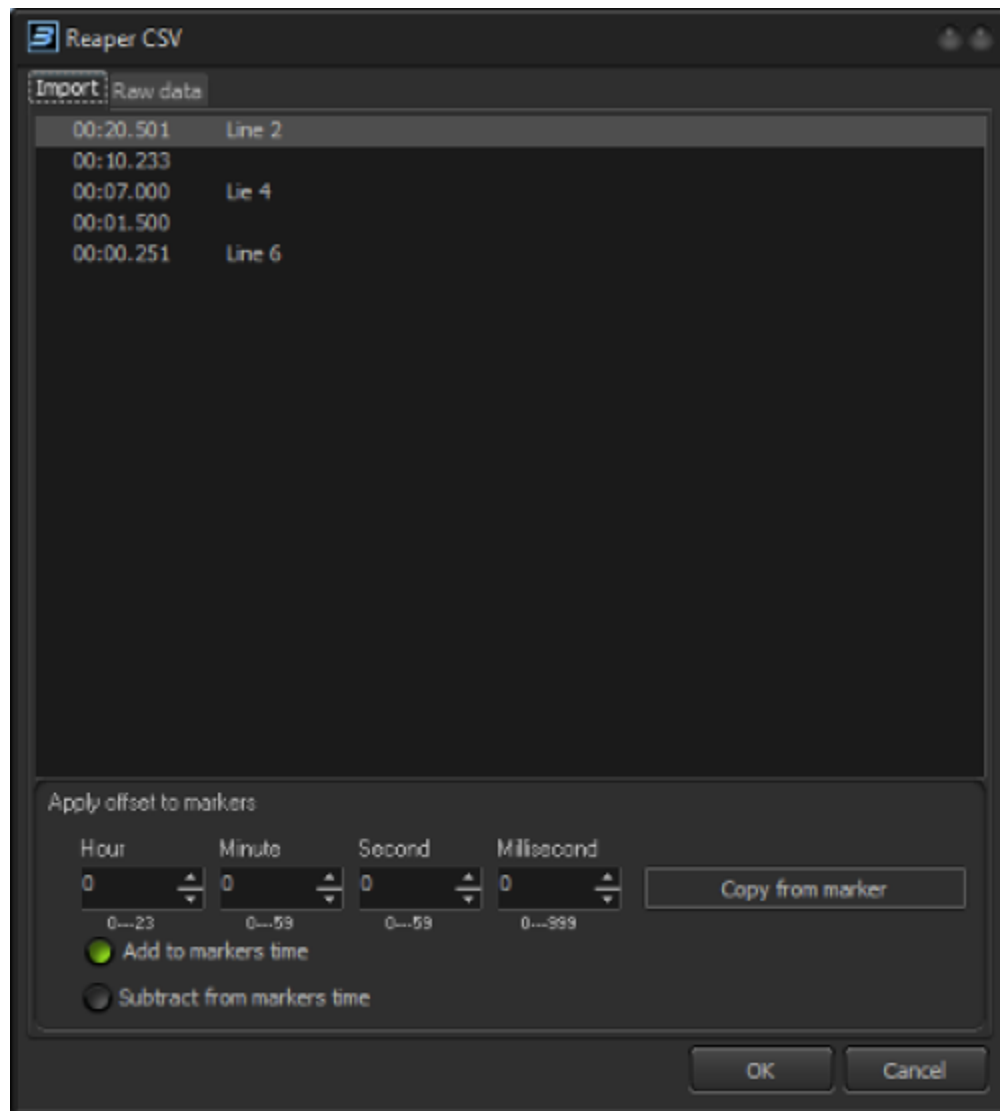 Reaper CSV
Import Raw data
00:20.501 Line 2
00:10.233
00:07.000 Lie 4
00:01.500
00:00.251 Line 6
Apply offset to markers
Hour Minute Second Millisecond
0 0 0 0 Copy from marker
0---23 0---59 0---59 0---999
Add to markers time
Subtract from markers time
OK Cancel